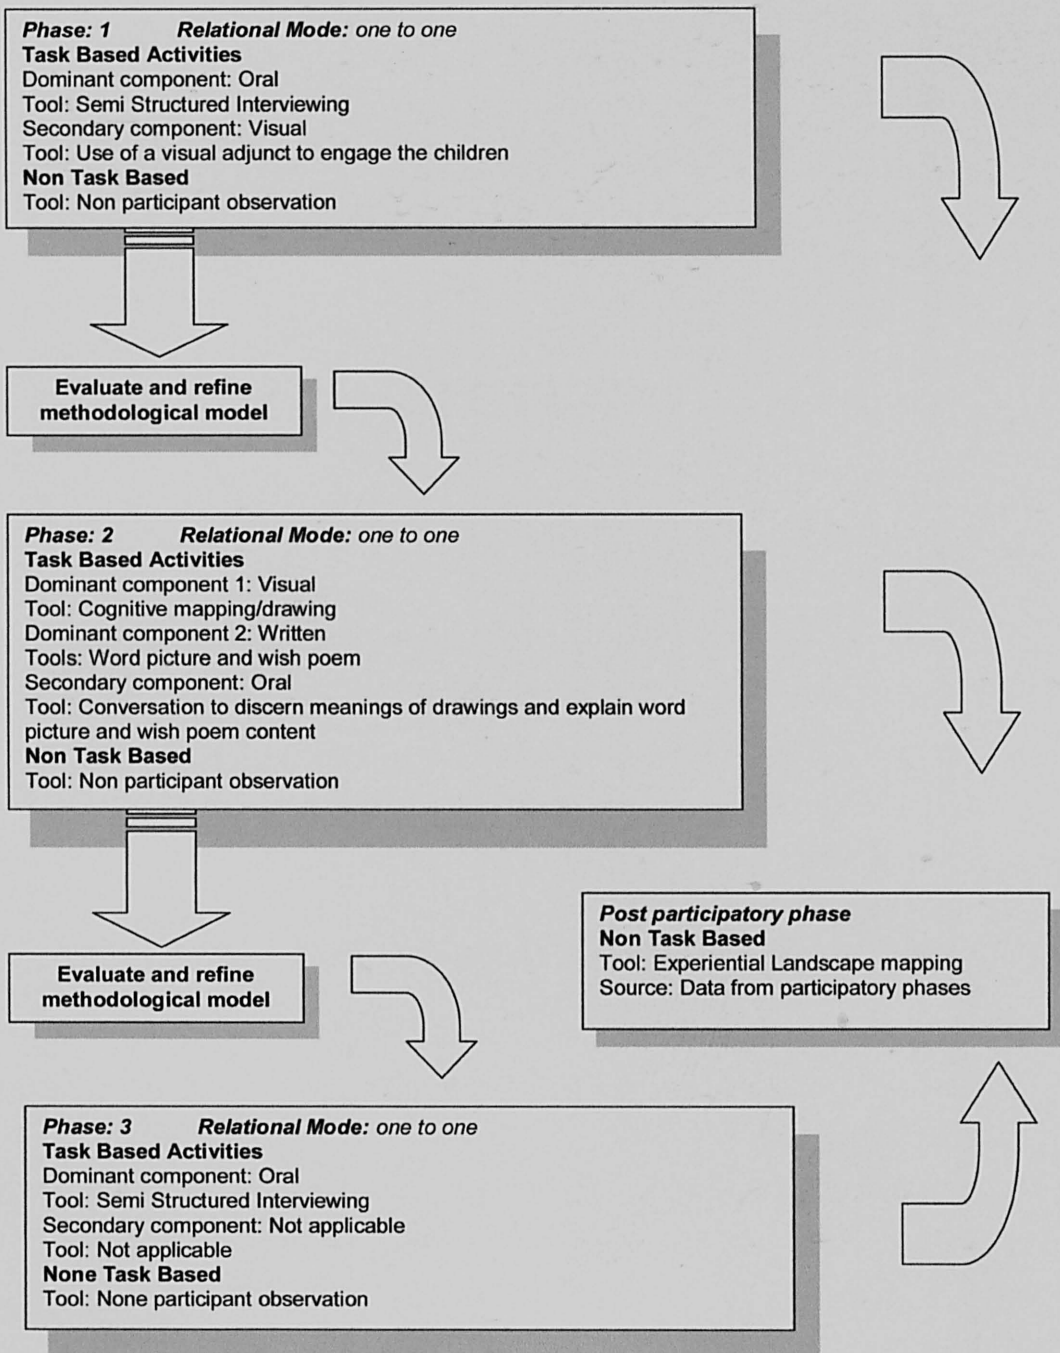 Phase: 1 Relational Mode: one to one
Task Based Activities
Dominant component: Oral
Tool: Semi Structured Interviewing
Secondary component: Visual
Tool: Use of a visual adjunct to engage the children
Non Task Based
Tool: Non participant observation
Evaluate and refine
methodological model
Phase: 2 Relational Mode: one to one
Task Based Activities
Dominant component 1: Visual
Tool: Cognitive mapping/drawing
Dominant component 2: Written
Tools: Word picture and wish poem
Secondary component: Oral
Tool: Conversation to discern meanings of drawings and explain word
picture and wish poem content
Non Task Based
Tool: Non participant observation
Post participatory phase
Non Task Based
Tool: Experiential Landscape mapping
Source: Data from participatory phases
Evaluate and refine
methodological model
Phase: 3 Relational Mode: one to one
Task Based Activities
Dominant component: Oral
Tool: Semi Structured Interviewing
Secondary component: Not applicable
Tool: Not applicable
None Task Based
Tool: None participant observation